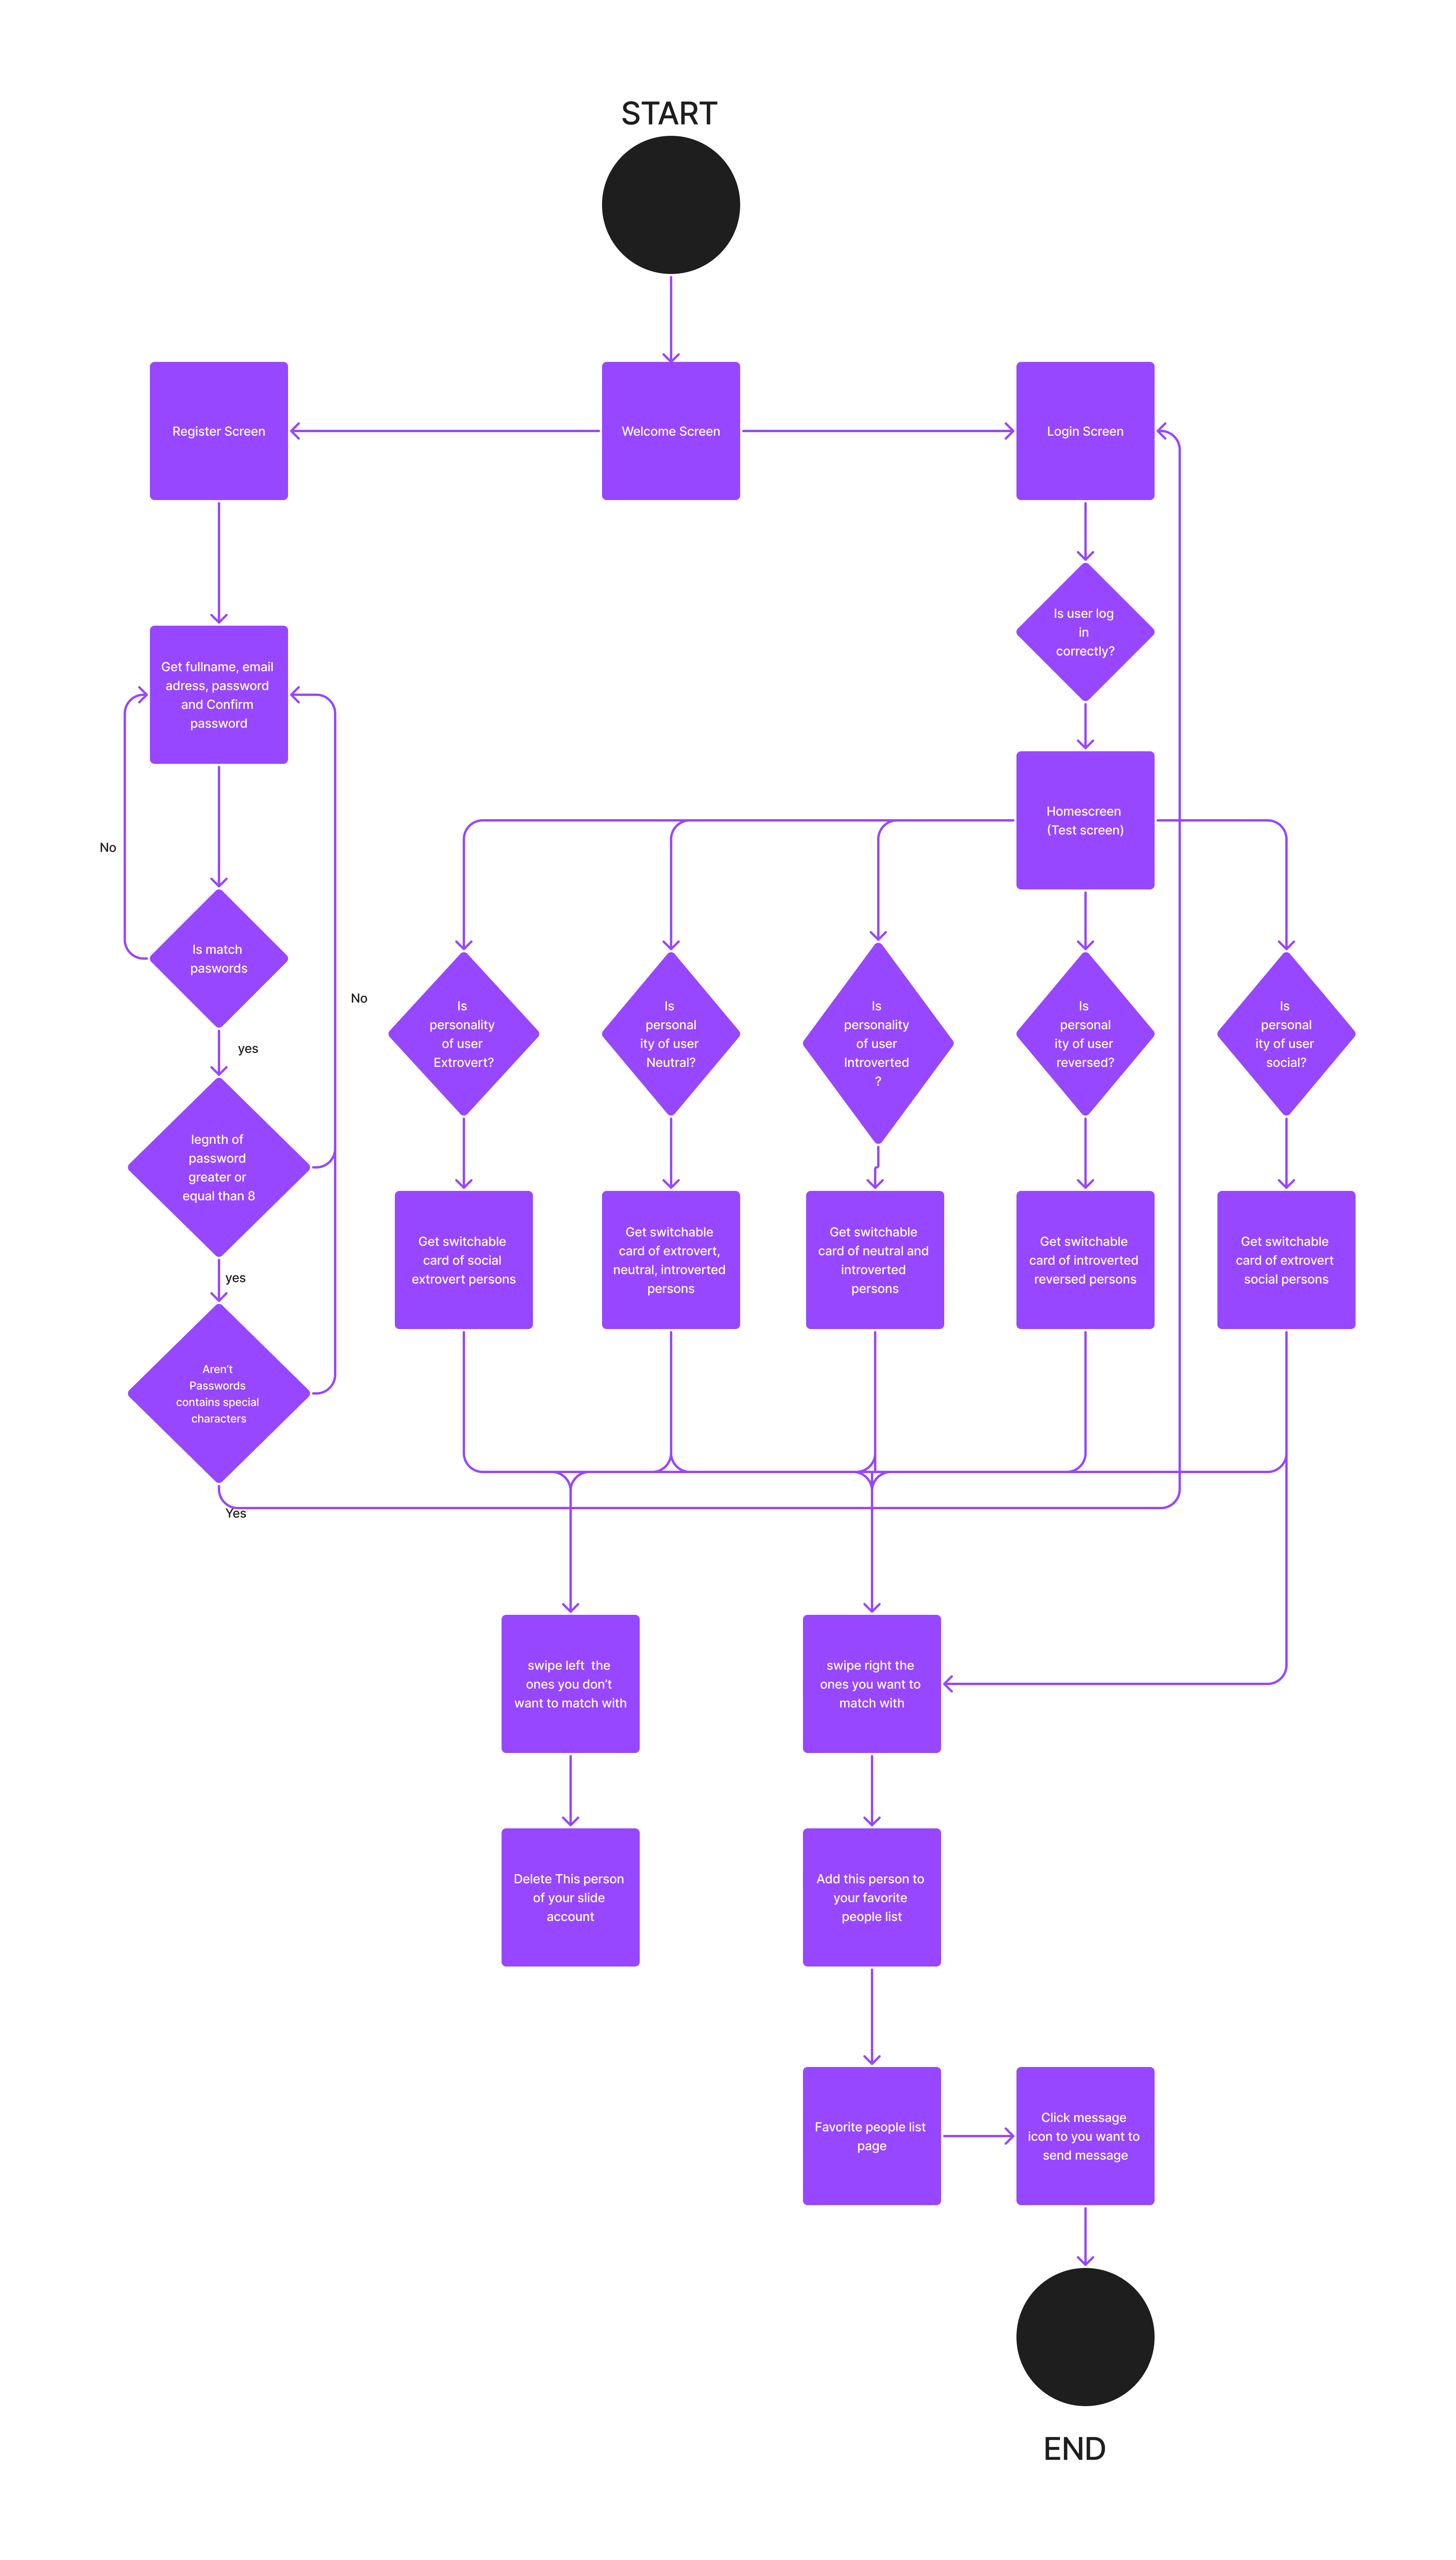 START
Register Screen
Welcome Screen
Login Screen
Is user log
in
correctly?
Get fullname, email
adress, password
and Confirm
password
No
Homescreen
(Test screen)
Is match
paswords
No
yes
Is
personality
of user
Extrovert?
Is
personal
ity of user
Neutral?
Is
personality
of user
Introverted
?
Is
personal
ity of user
reversed?
Is
personal
ity of user
social?
legnth of
password
greater or
equal than 8
yes
Get switchable
card of social
extrovert persons
Get switchable
card of extrovert,
neutral, introverted
persons
Get switchable
card of neutral and
introverted
persons
Get switchable
card of introverted
reversed persons
Get switchable
card of extrovert
social persons
Aren't
Passwords
contains special
characters
Yes
swipe left  the
ones you don't
want to match with
swipe right the
ones you want to
match with
Delete This person
of your slide
account
Add this person to
your favorite
people list
Favorite people list
page
Click message
icon to you want to
send message
END